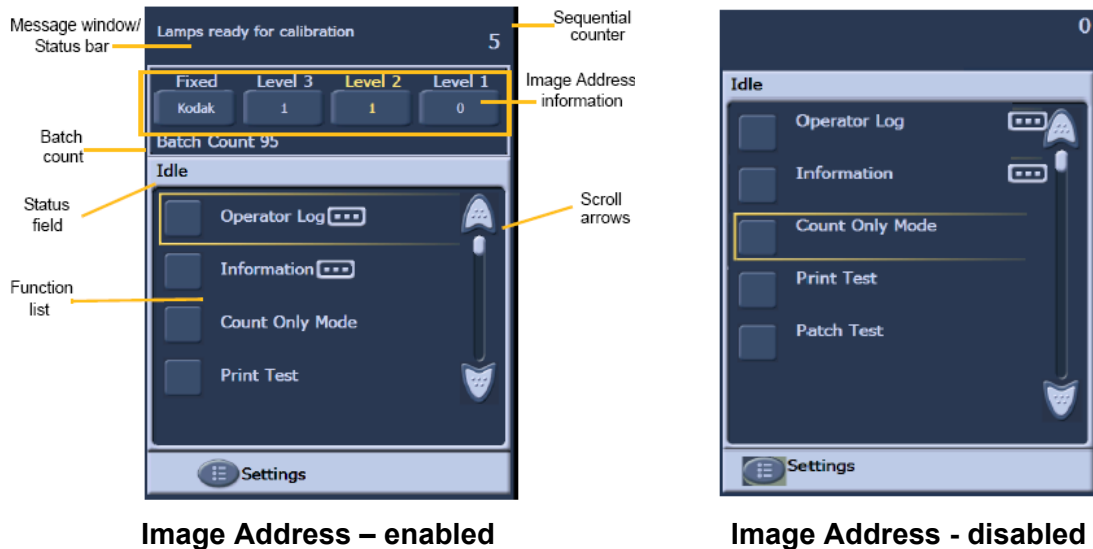 Message window/
Status bar
Lamps ready for calibration
5
Sequential
counter
Fixed
Level 3
Level 2
Level 1
Kodak
1
1
0
Image Address
information
Batch
count
Batch Count 95
Idle
Status
field
Operator Log
Scroll
arrows
Information
Function
list
Count Only Mode
Print Test
Settings
Image Address – enabled
0
Idle
Operator Log
Information
Count Only Mode
Print Test
Patch Test
Settings
Image Address - disabled